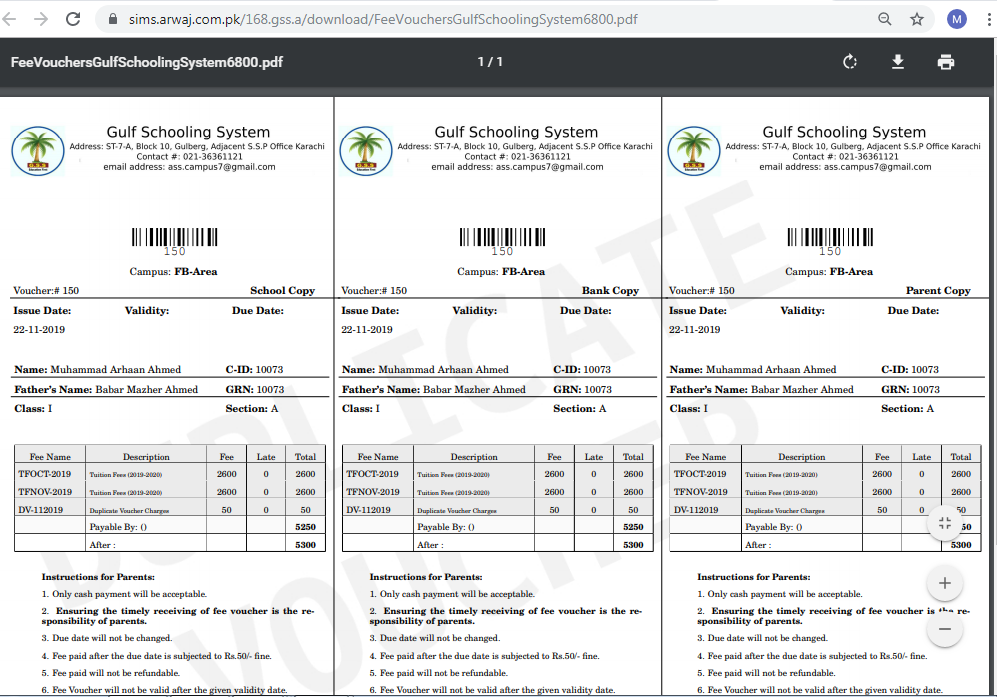 sims.arwaj.com.pk/168.gss.a/download/FeeVouchersGulfSchoolingSystem6800.pdf
M
FeeVouchersGulfSchoolingSystem6800.pdf
1 / 1
DUPLICATE
VOUCHER
Gulf Schooling System
Address: ST-7-A, Block 10, Gulberg, Adjacent S.S.P Office Karachi
Contact #: 021-36361121
email address: ass.campus7@gmail.com
150
Campus: FB-Area
Voucher:# 150 School Copy
Issue Date: Validity: Due Date:
22-11-2019
Name: Muhammad Arhaan Ahmed C-ID: 10073
Father's Name: Babar Mazher Ahmed GRN: 10073
Class: I Section: A
Fee Name Description Fee Late Total
TFOCT-2019 Tuition Fees (2019-2020) 2600 0 2600
TFNOV-2019 Tuition Fees (2019-2020) 2600 0 2600
DV-112019 Duplicate Voucher Charges 50 0 50
Payable By: () 5250
After : 5300
Instructions for Parents:
1. Only cash payment will be acceptable.
2. Ensuring the timely receiving of fee voucher is the re-
sponsibility of parents.
3. Due date will not be changed.
4. Fee paid after the due date is subjected to Rs.50/- fine.
5. Fee paid will not be refundable.
6. Fee Voucher will not be valid after the given validity date.
Gulf Schooling System
Address: ST-7-A, Block 10, Gulberg, Adjacent S.S.P Office Karachi
Contact #: 021-36361121
email address: ass.campus7@gmail.com
150
Campus: FB-Area
Voucher:# 150 Bank Copy
Issue Date: Validity: Due Date:
22-11-2019
Name: Muhammad Arhaan Ahmed C-ID: 10073
Father's Name: Babar Mazher Ahmed GRN: 10073
Class: I Section: A
Fee Name Description Fee Late Total
TFOCT-2019 Tuition Fees (2019-2020) 2600 0 2600
TFNOV-2019 Tuition Fees (2019-2020) 2600 0 2600
DV-112019 Duplicate Voucher Charges 50 0 50
Payable By: () 5250
After : 5300
Instructions for Parents:
1. Only cash payment will be acceptable.
2. Ensuring the timely receiving of fee voucher is the re-
sponsibility of parents.
3. Due date will not be changed.
4. Fee paid after the due date is subjected to Rs.50/- fine.
5. Fee paid will not be refundable.
6. Fee Voucher will not be valid after the given validity date.
Gulf Schooling System
Address: ST-7-A, Block 10, Gulberg, Adjacent S.S.P Office Karachi
Contact #: 021-36361121
email address: ass.campus7@gmail.com
150
Campus: FB-Area
Voucher:# 150 Parent Copy
Issue Date: Validity: Due Date:
22-11-2019
Name: Muhammad Arhaan Ahmed C-ID: 10073
Father's Name: Babar Mazher Ahmed GRN: 10073
Class: I Section: A
Fee Name Description Fee Late Total
TFOCT-2019 Tuition Fees (2019-2020) 2600 0 2600
TFNOV-2019 Tuition Fees (2019-2020) 2600 0 2600
DV-112019 Duplicate Voucher Charges 50 50
Payable By: () 50
After : 5300
Instructions for Parents:
1. Only cash payment will be acceptable.
2. Ensuring the timely receiving of fee voucher is the re-
sponsibility of parents.
3. Due date will not be changed.
4. Fee paid after the due date is subjected to Rs.50/- fine.
5. Fee paid will not be refundable.
6. Fee Voucher will not be valid after the given validity date.